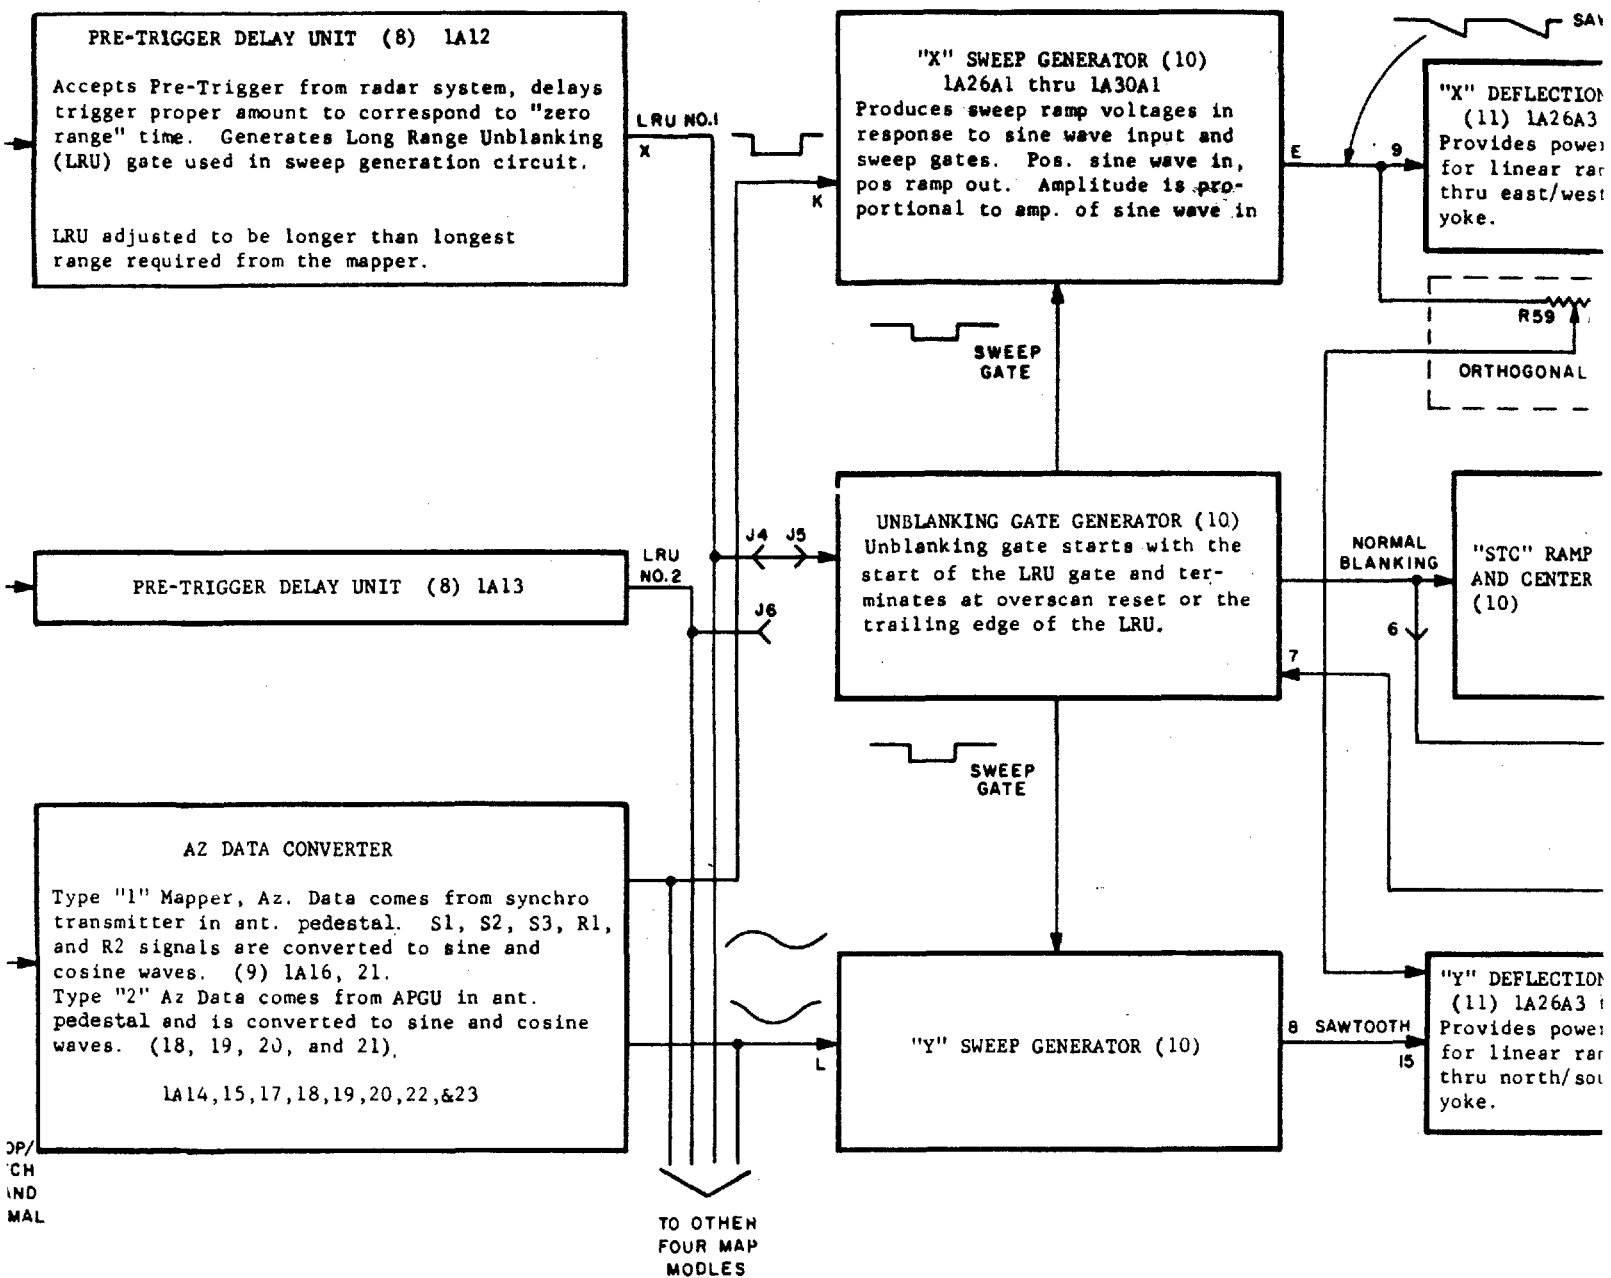 PRE-TRIGGER DELAY UNIT (8) 1A12
Accepts Pre-Trigger from radar system, delays
trigger proper amount to correspond to "zero
range" time. Generates Long Range Unblanking
(LRU) gate used in sweep generation circuit.
LRU adjusted to be longer than longest
range required from the mapper.
LRU NO.1
X
K
"X" SWEEP GENERATOR (10)
1A26A1 thru 1A30A1
Produces sweep ramp voltages in
response to sine wave input and
sweep gates. Pos. sine wave in,
pos ramp out. Amplitude is pro-
portional to amp. of sine wave in
E
9
SAW
"X" DEFLECTION
(11) 1A26A3
Provides power
for linear ram
thru east/west
yoke.
R59
ORTHOGONAL
SWEEP
GATE
PRE-TRIGGER DELAY UNIT (8) 1A13
LRU
NO.2
J4 J5
J6
UNBLANKING GATE GENERATOR (10)
Unblanking gate starts with the
start of the LRU gate and ter-
minates at overscan reset or the
trailing edge of the LRU.
NORMAL
BLANKING
6
7
"STC" RAMP
AND CENTER
(10)
SWEEP
GATE
AZ DATA CONVERTER
Type "1" Mapper, Az. Data comes from synchro
transmitter in ant. pedestal. S1, S2, S3, R1,
and R2 signals are converted to sine and
cosine waves. (9) 1A16, 21.
Type "2" Az Data comes from APGU in ant.
pedestal and is converted to sine and cosine
waves. (18, 19, 20, and 21),
1A14,15,17,18,19,20,22,&23
L
"Y" SWEEP GENERATOR (10)
8 SAWTOOTH
15
"Y" DEFLECTION
(11) 1A26A3
Provides power
for linear ram
thru north/sou
yoke.
OP/
CH
AND
MAL
TO OTHER
FOUR MAP
MODLES